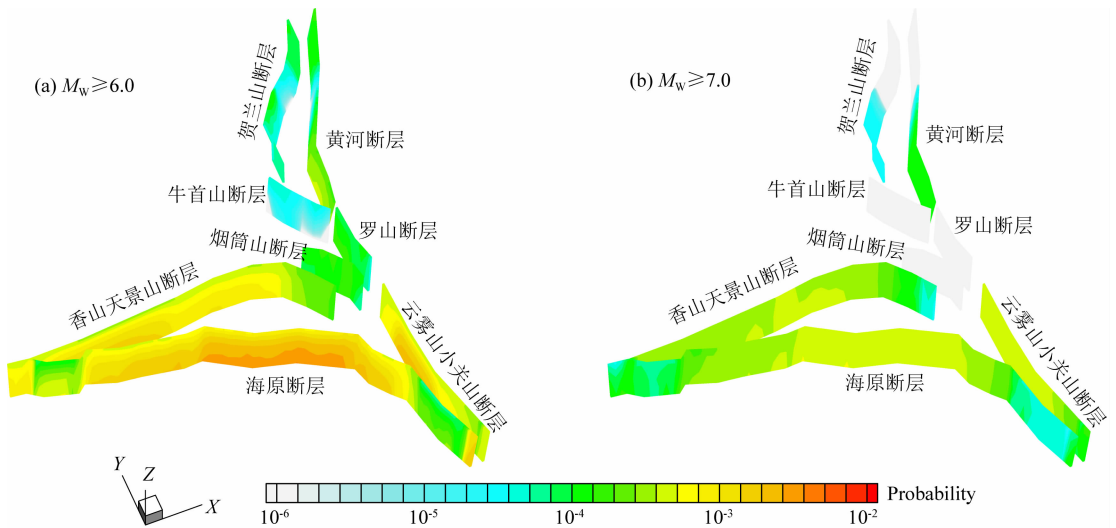 (a) Mw≥6.0
贺兰山断层
黄河断层
牛首山断层
罗山断层
烟筒山断层
香山天景山断层
云雾山小关山断层
海原断层
(b) Mw≥7.0
贺兰山断层
黄河断层
牛首山断层
罗山断层
烟筒山断层
香山天景山断层
云雾山小关山断层
海原断层
Y Z X
10⁻⁶ 10⁻⁵ 10⁻⁴ 10⁻³ 10⁻² Probability